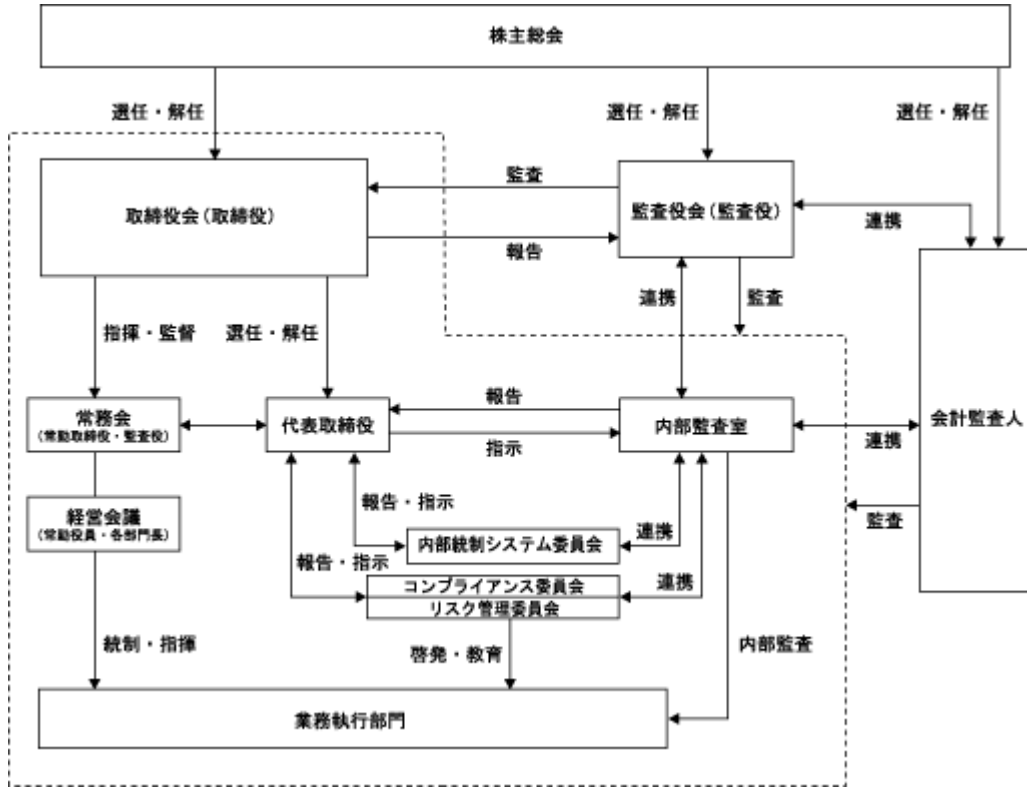 株主総会
選任・解任
選任・解任
選任・解任
取締役会(取締役)
監査
報告
監査役会(監査役)
連携
指揮・監督
選任・解任
連携
監査
常務会
(常勤取締役・監査役)
代表取締役
報告
指示
内部監査室
連携
会計監査人
経営会議
(常勤役員・各部門長)
報告・指示
内部統制システム委員会
連携
監査
報告・指示
コンプライアンス委員会
リスク管理委員会
連携
統制・指揮
啓発・教育
内部監査
業務執行部門